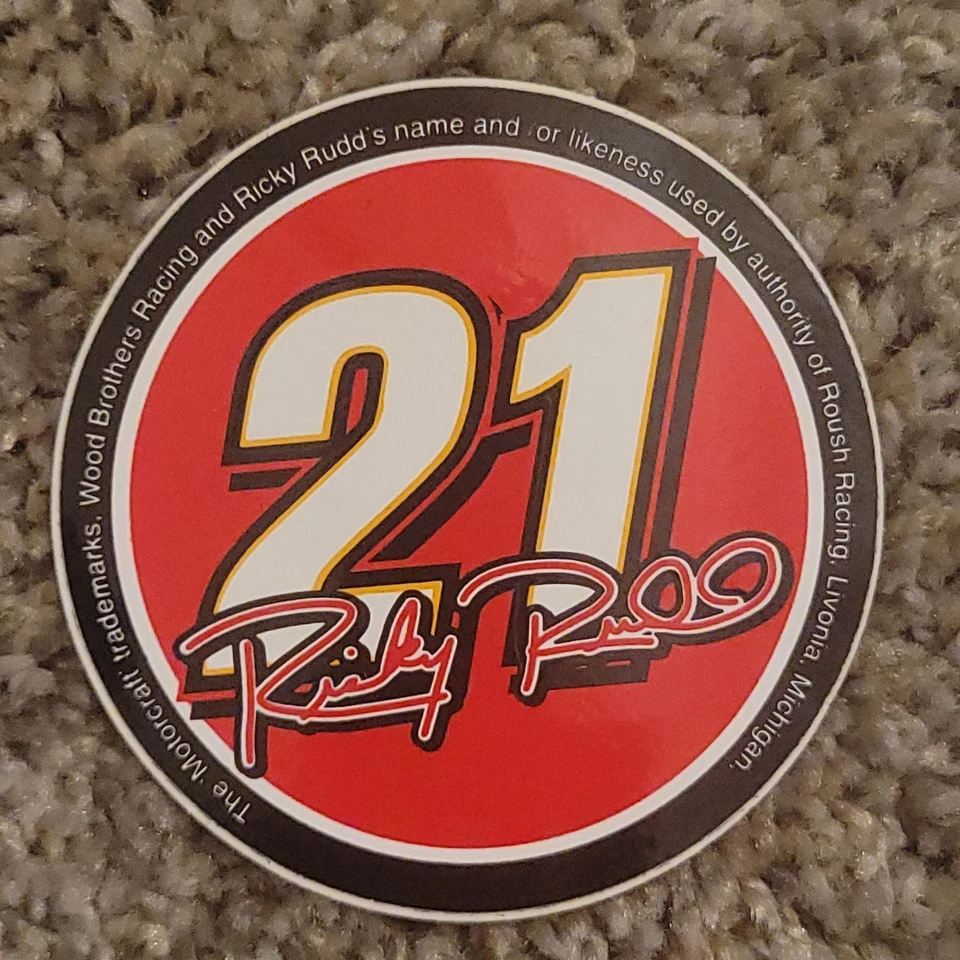 The 'Motorcraft' trademarks, Wood Brothers Racing and Ricky Rudd's name and /or likeness used by authority of Roush Racing, Livonia, Michigan.
21
Ricky Rudd